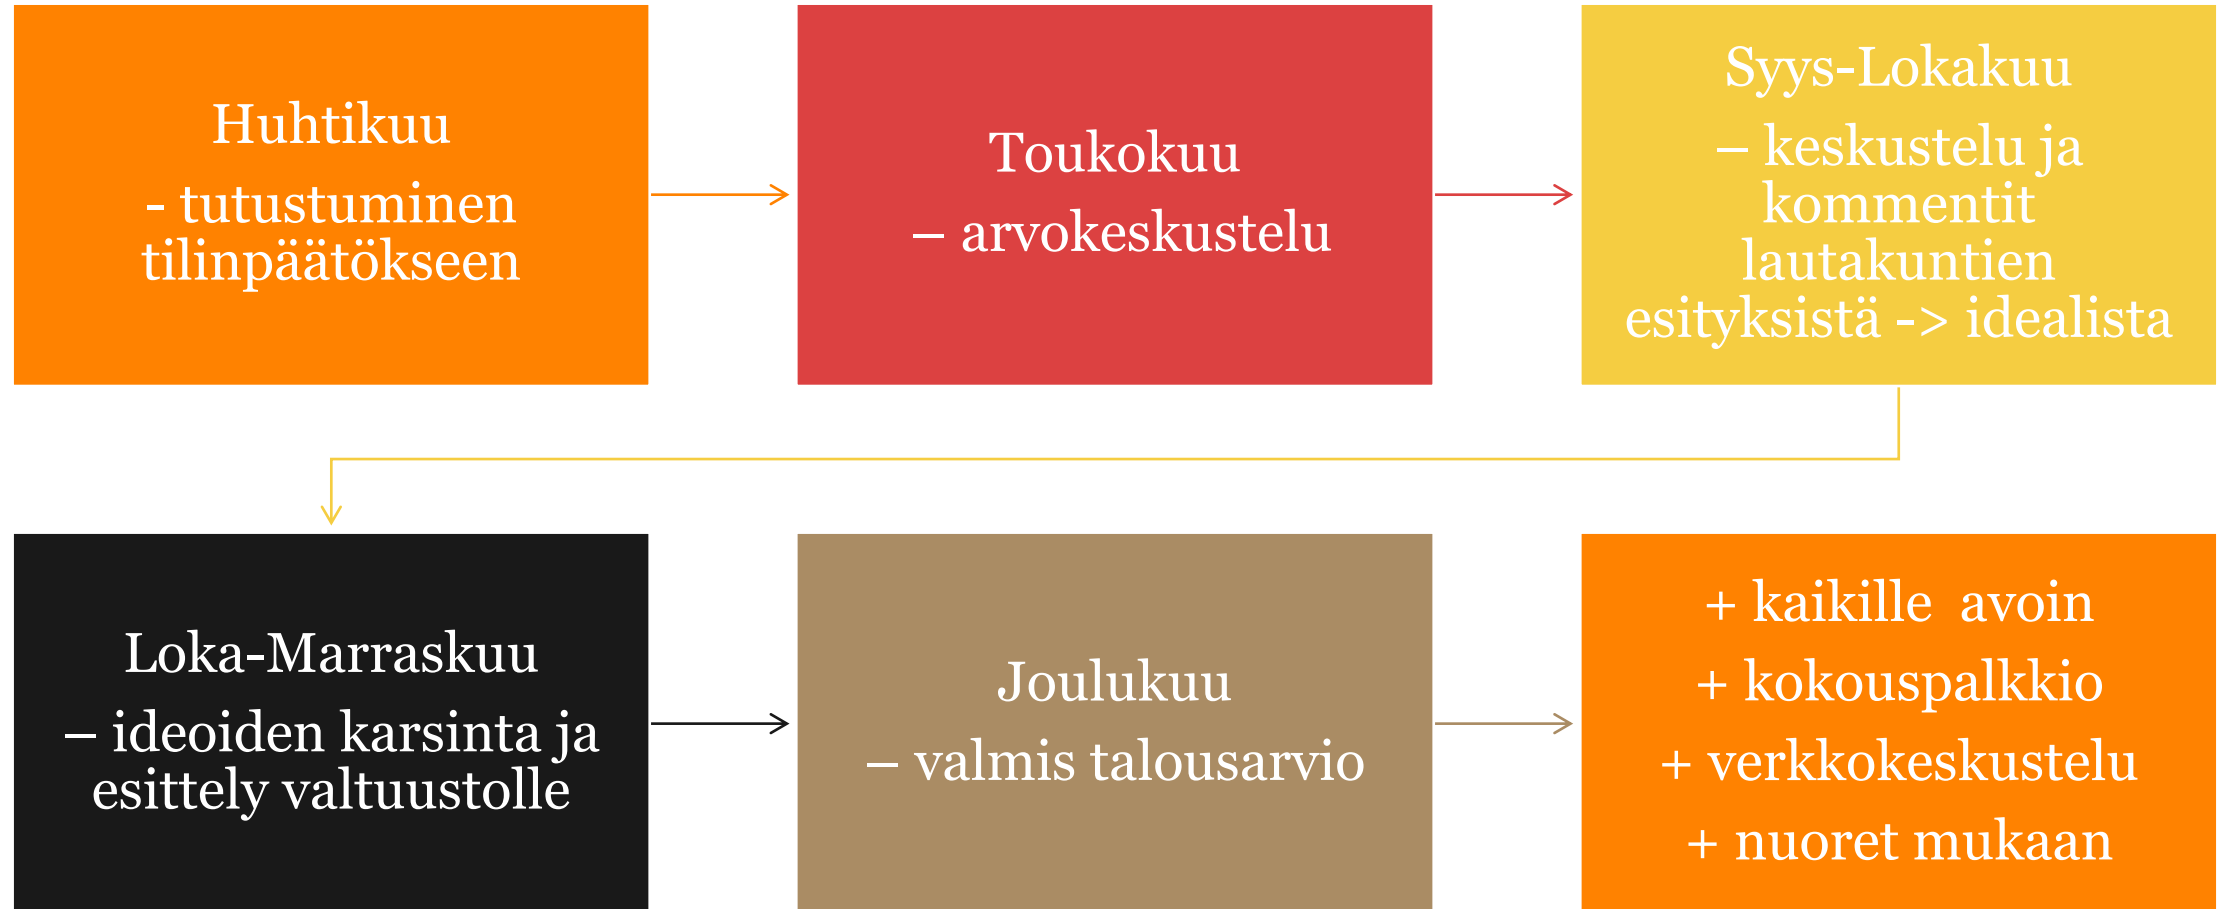 Huhtikuu
- tutustuminen
tilinpäätökseen
Toukokuu
– arvokeskustelu
Syys-Lokakuu
– keskustelu ja
kommentit
lautakuntien
esityksistä -> idealista
Loka-Marraskuu
– ideoiden karsinta ja
esittely valtuustolle
Joulukuu
– valmis talousarvio
+ kaikille  avoin
+ kokouspalkkio
+ verkkokeskustelu
+ nuoret mukaan